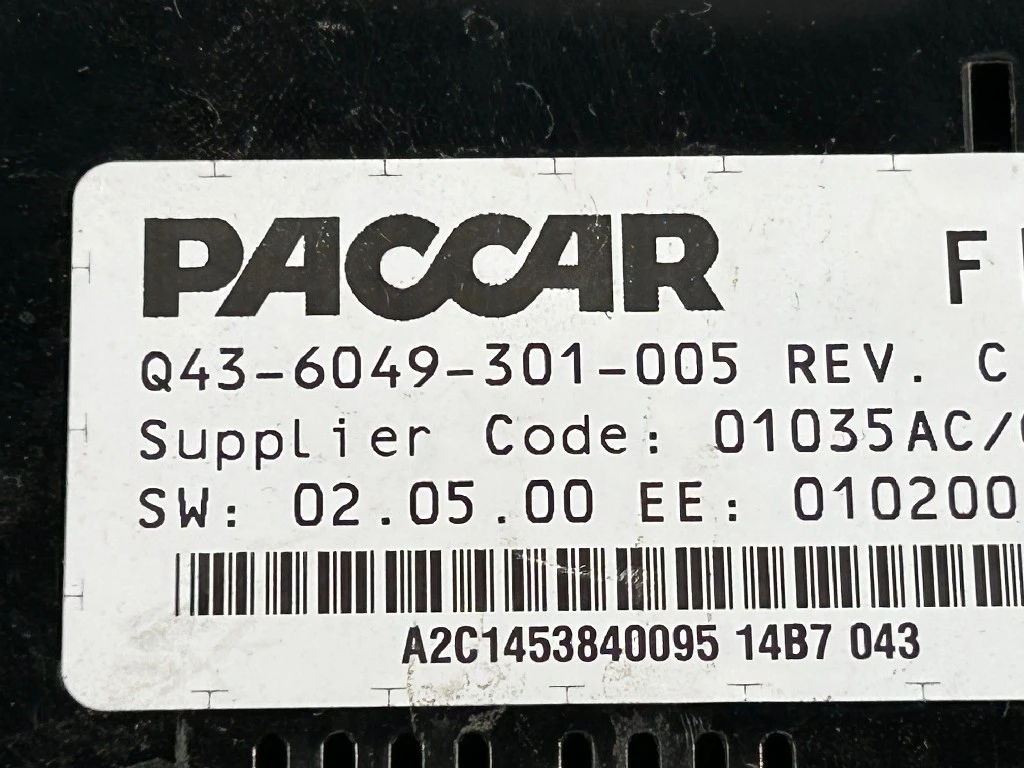 PACCAR F
Q43-6049-301-005 REV. C
Supplier Code: 01035AC/
SW: 02.05.00 EE: 010200
A2C1453840095 14B7 043